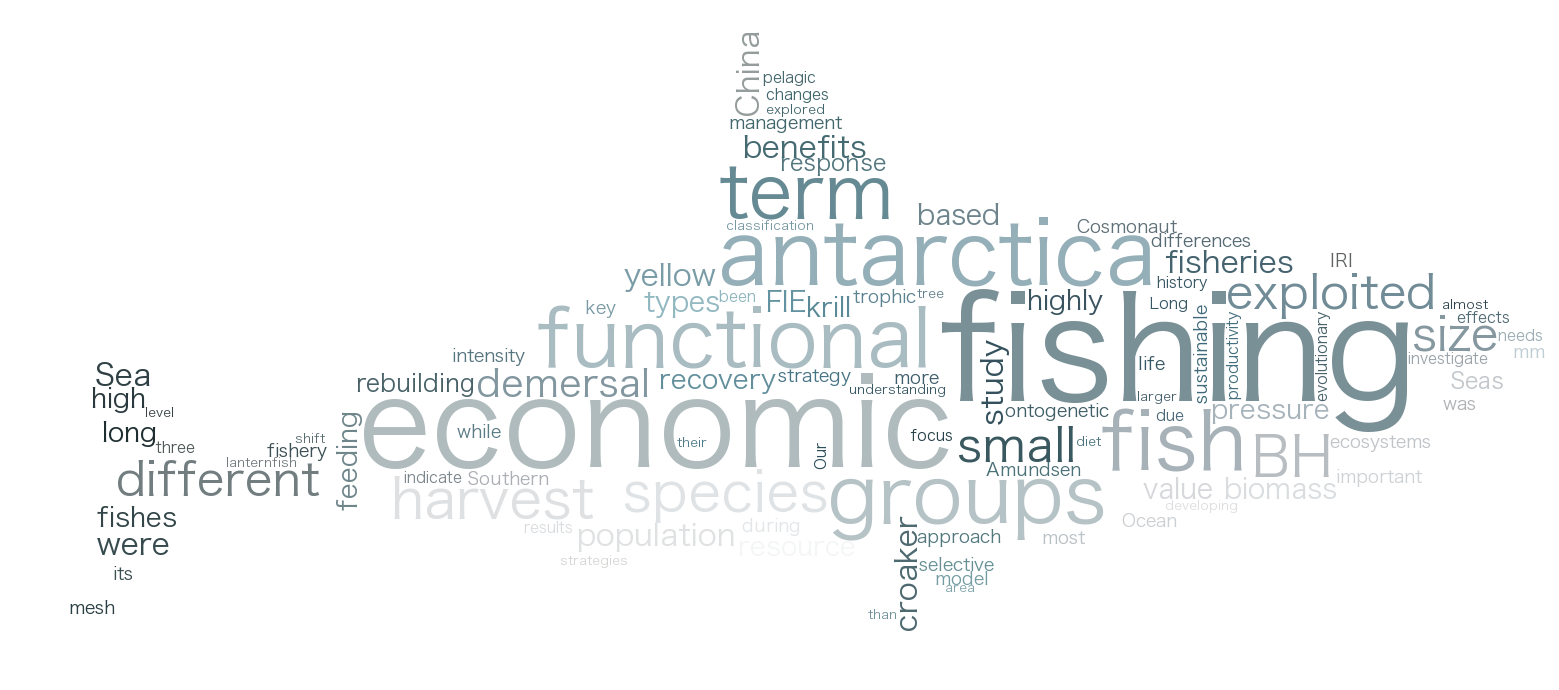 China
pelagic
changes
explored
management
benefits
response
term
based
classification
antarctica
Cosmonaut
differences
yellow
fisheries
IRI
key
types
been
FIE
krill
trophic
tree
highly
history
Long
exploited
almost
effects
functional
fishing
sustainable
productivity
evolutionary
size
needs
mm
investigate
intensity
study
life
Sea
high
level
rebuilding
demersal
recovery
strategy
more
understanding
larger
Seas
was
long
three
shift
fishery
lanternfish
feeding
economic
while
their
Our
focus
ontogenetic
due
pressure
small
diet
fish
BH
ecosystems
different
indicate
Southern
Amundsen
important
harvest
species
groups
value
biomass
developing
fishes
were
results
population
during
resource
Ocean
strategies
croaker
approach
most
its
selective
model
area
mesh
than